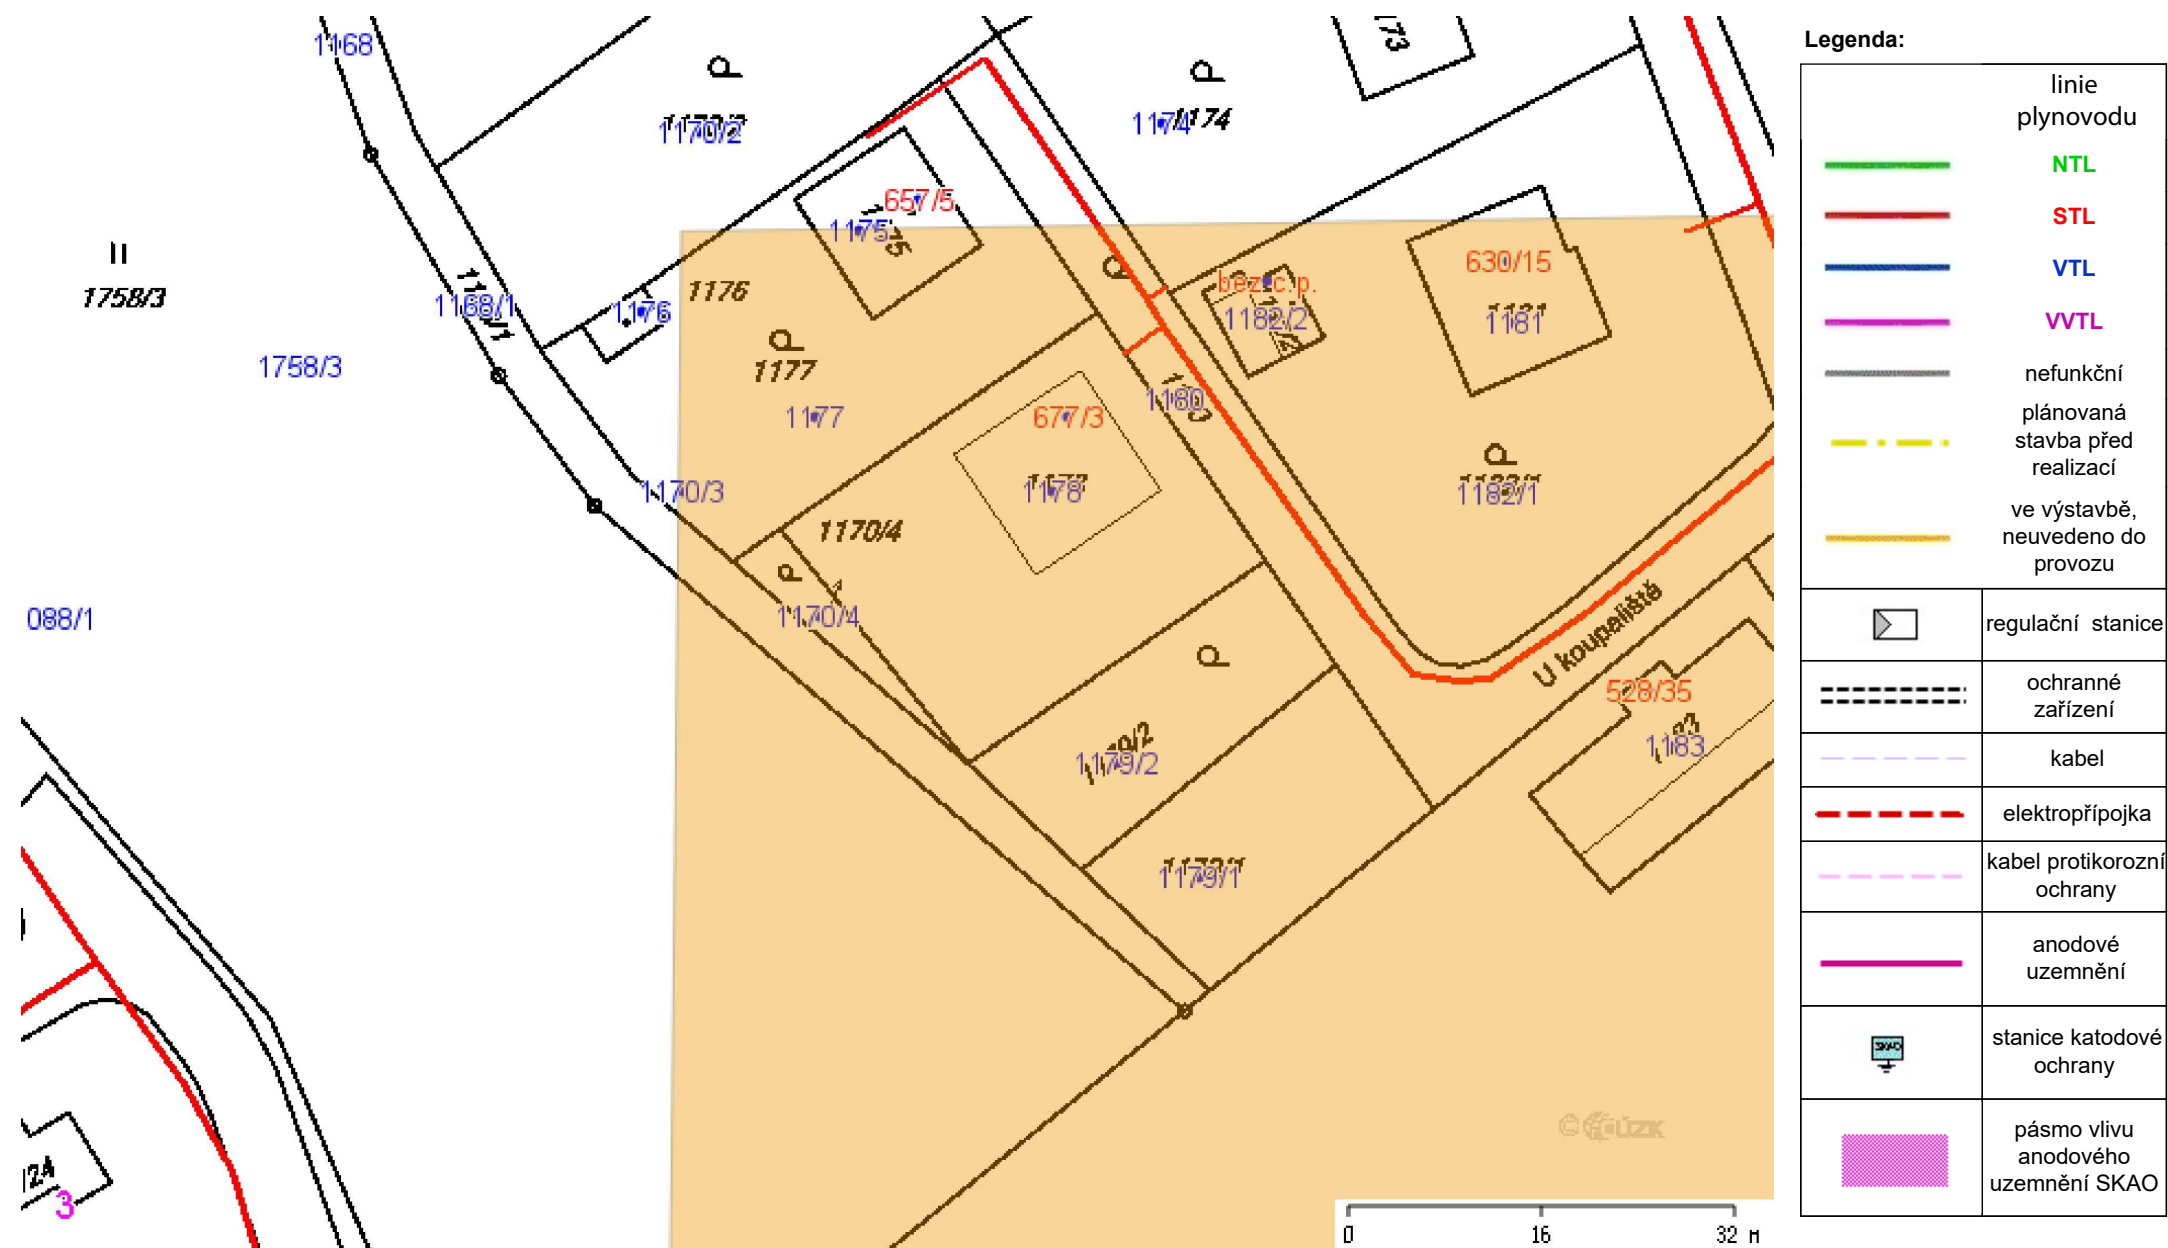 1168
1170/2
1174
1174
657/5
1175
1176
1176
1168/1
1758/3
1758/3
bez č.p.
1182/2
630/15
1181
1177
1177
677/3
1178
1180
1182/1
1170/3
1170/4
1170/4
088/1
U koupeliště
528/35
1183
1179/2
1179/1
/24
3
0 16 32 M
Legenda:
linie
plynovodu
NTL
STL
VTL
VVTL
nefunkční
plánovaná
stavba před
realizací
ve výstavbě,
neuvedeno do
provozu
regulační stanice
ochranné
zařízení
kabel
elektropřípojka
kabel protikorozní
ochrany
anodové
uzemnění
SKAO
stanice katodové
ochrany
pásmo vlivu
anodového
uzemnění SKAO